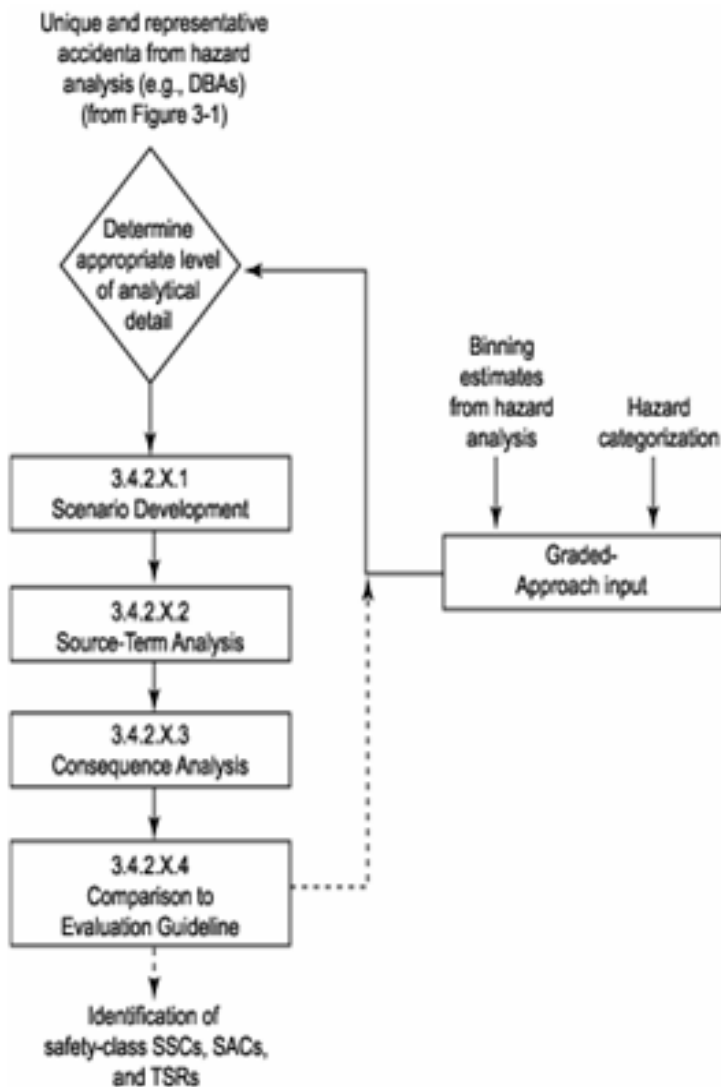 Unique and representative
accidenta from hazard
analysis (e.g., DBAs)
(from Figure 3-1)
Determine
appropriate level
of analytical
detail
Binning
estimates
from hazard
analysis
Hazard
categorization
Graded-
Approach input
3.4.2.X.1
Scenario Development
3.4.2.X.2
Source-Term Analysis
3.4.2.X.3
Consequence Analysis
3.4.2.X.4
Comparison to
Evaluation Guideline
Identification of
safety-class SSCs, SACs,
and TSRs